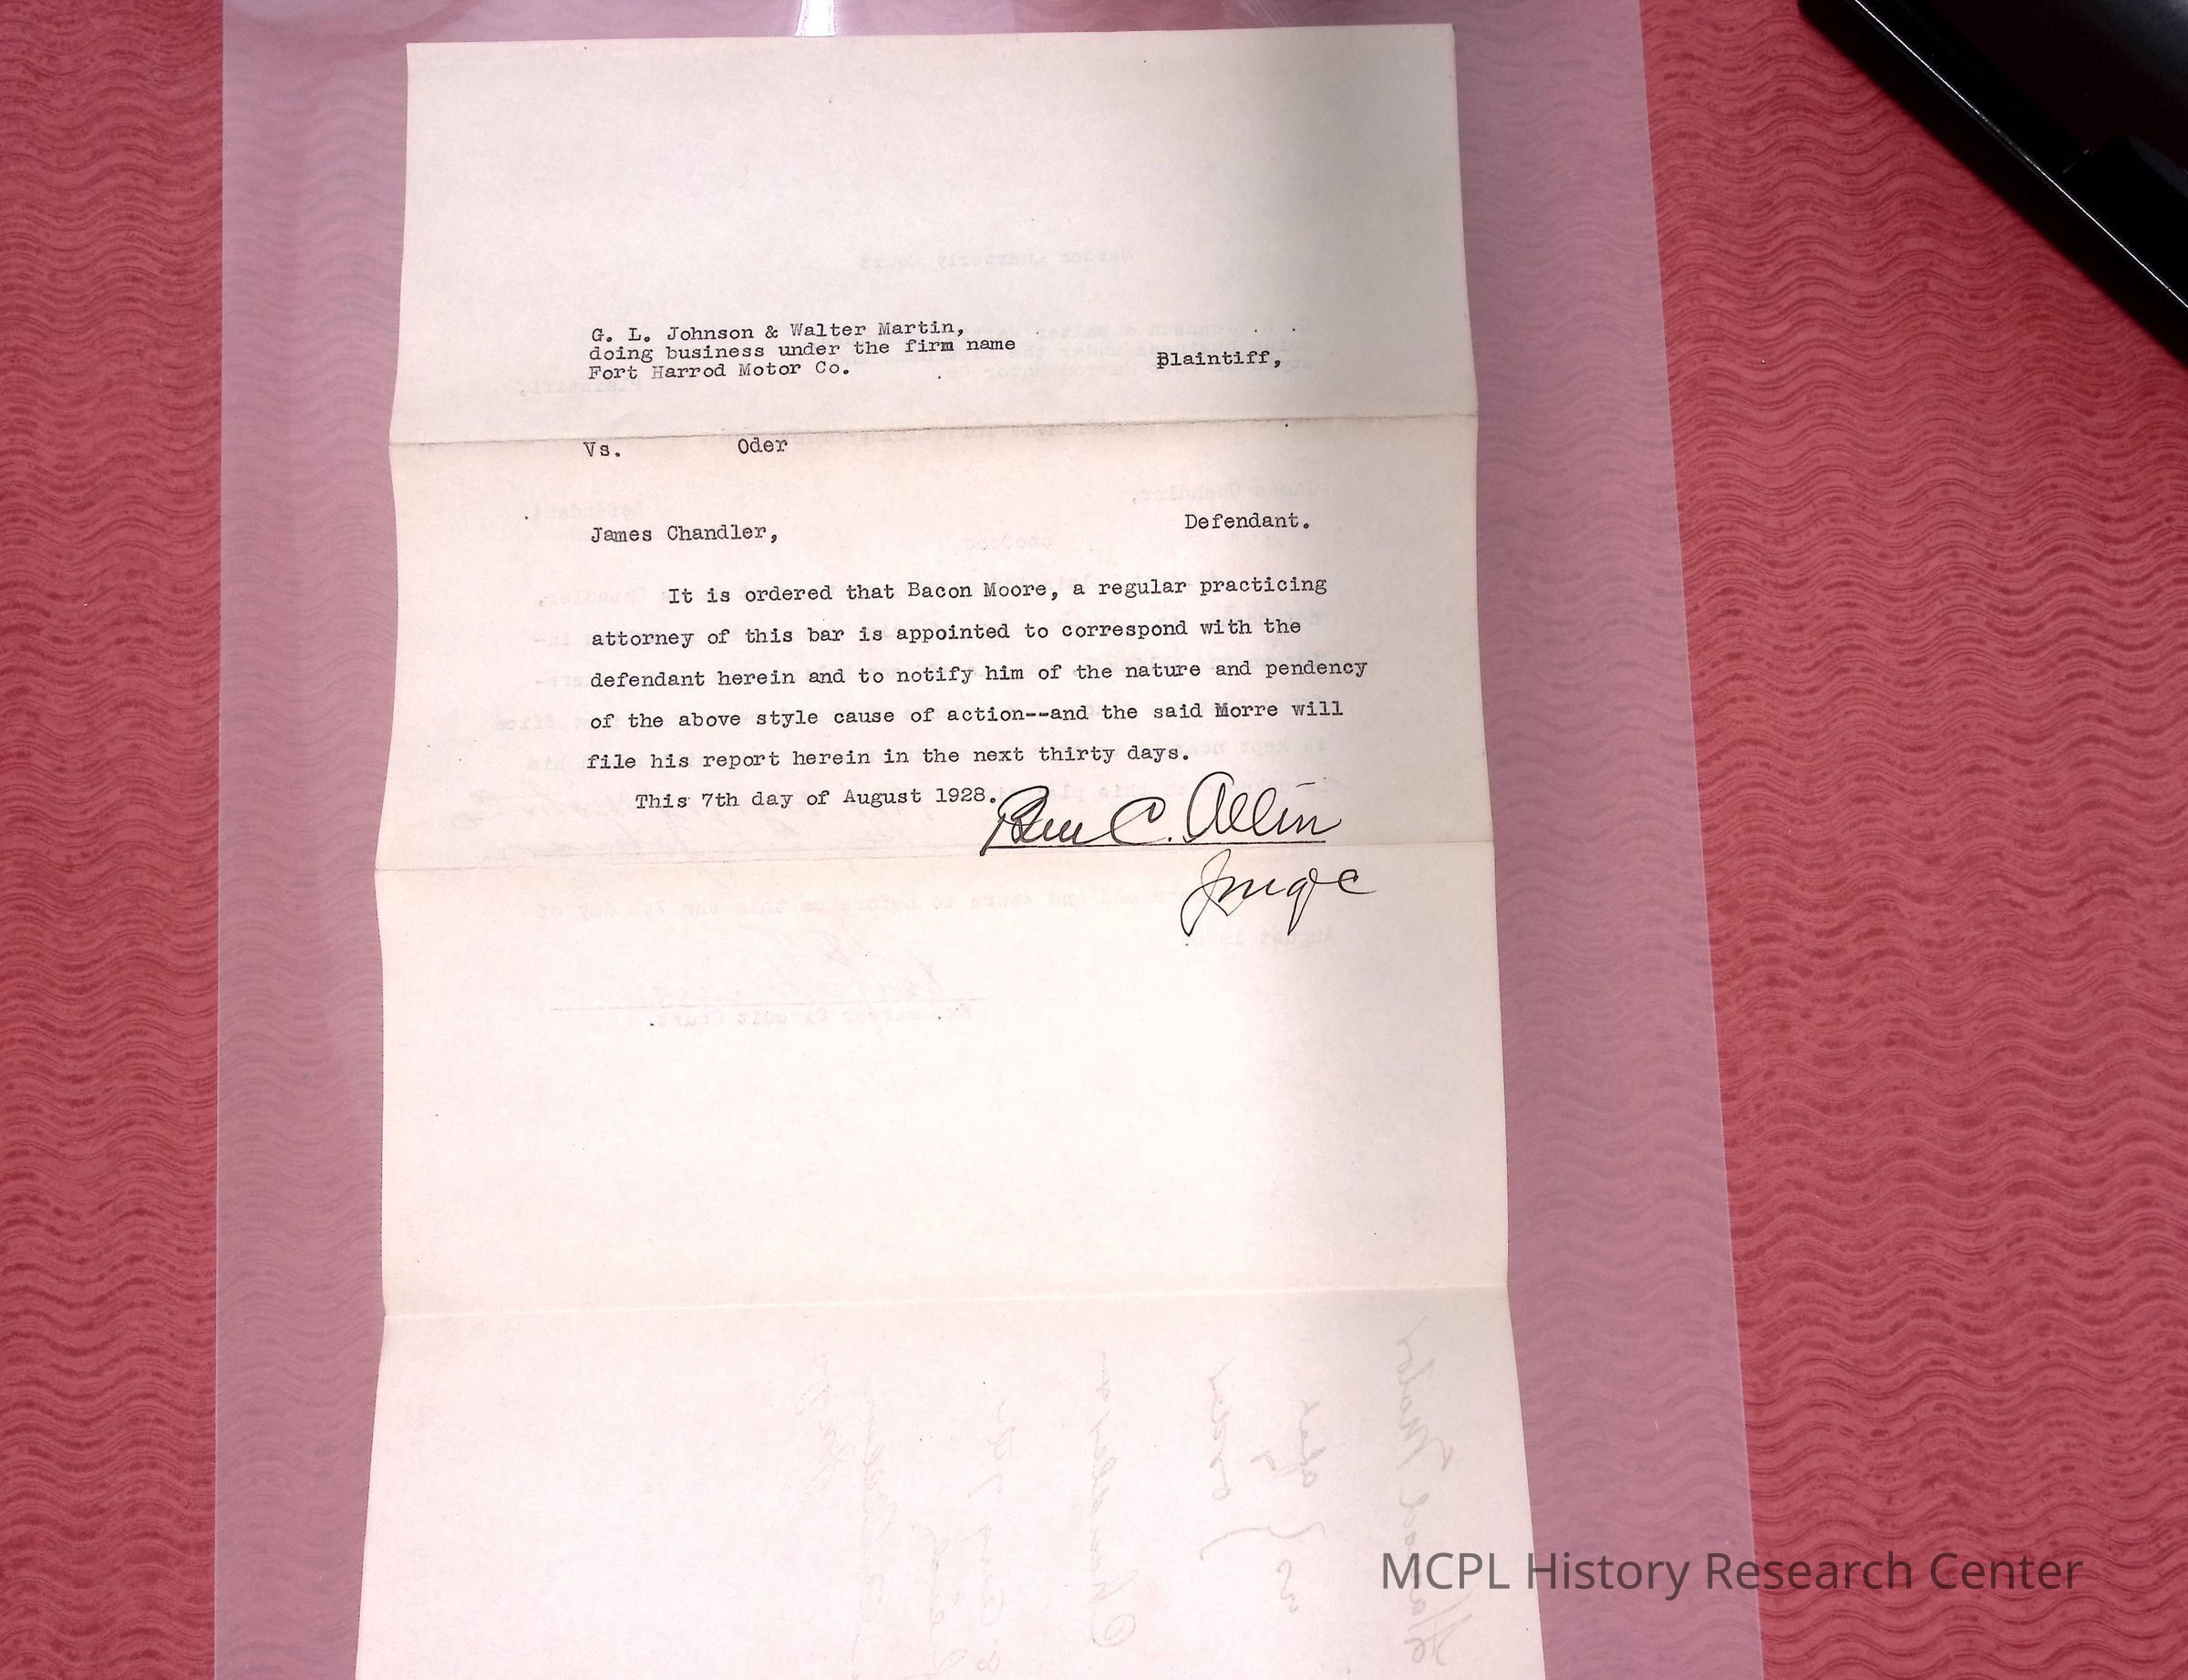 G. L. Johnson & Walter Martin,
doing business under the firm name
Fort Harrod Motor Co. Plaintiff,
Vs. Oder
James Chandler, Defendant.
It is ordered that Bacon Moore, a regular practicing
attorney of this bar is appointed to correspond with the
defendant herein and to notify him of the nature and pendency
of the above style cause of action--and the said Morre will
file his report herein in the next thirty days.
This 7th day of August 1928.
Ben C. Allin
Judge
MCPL History Research Center